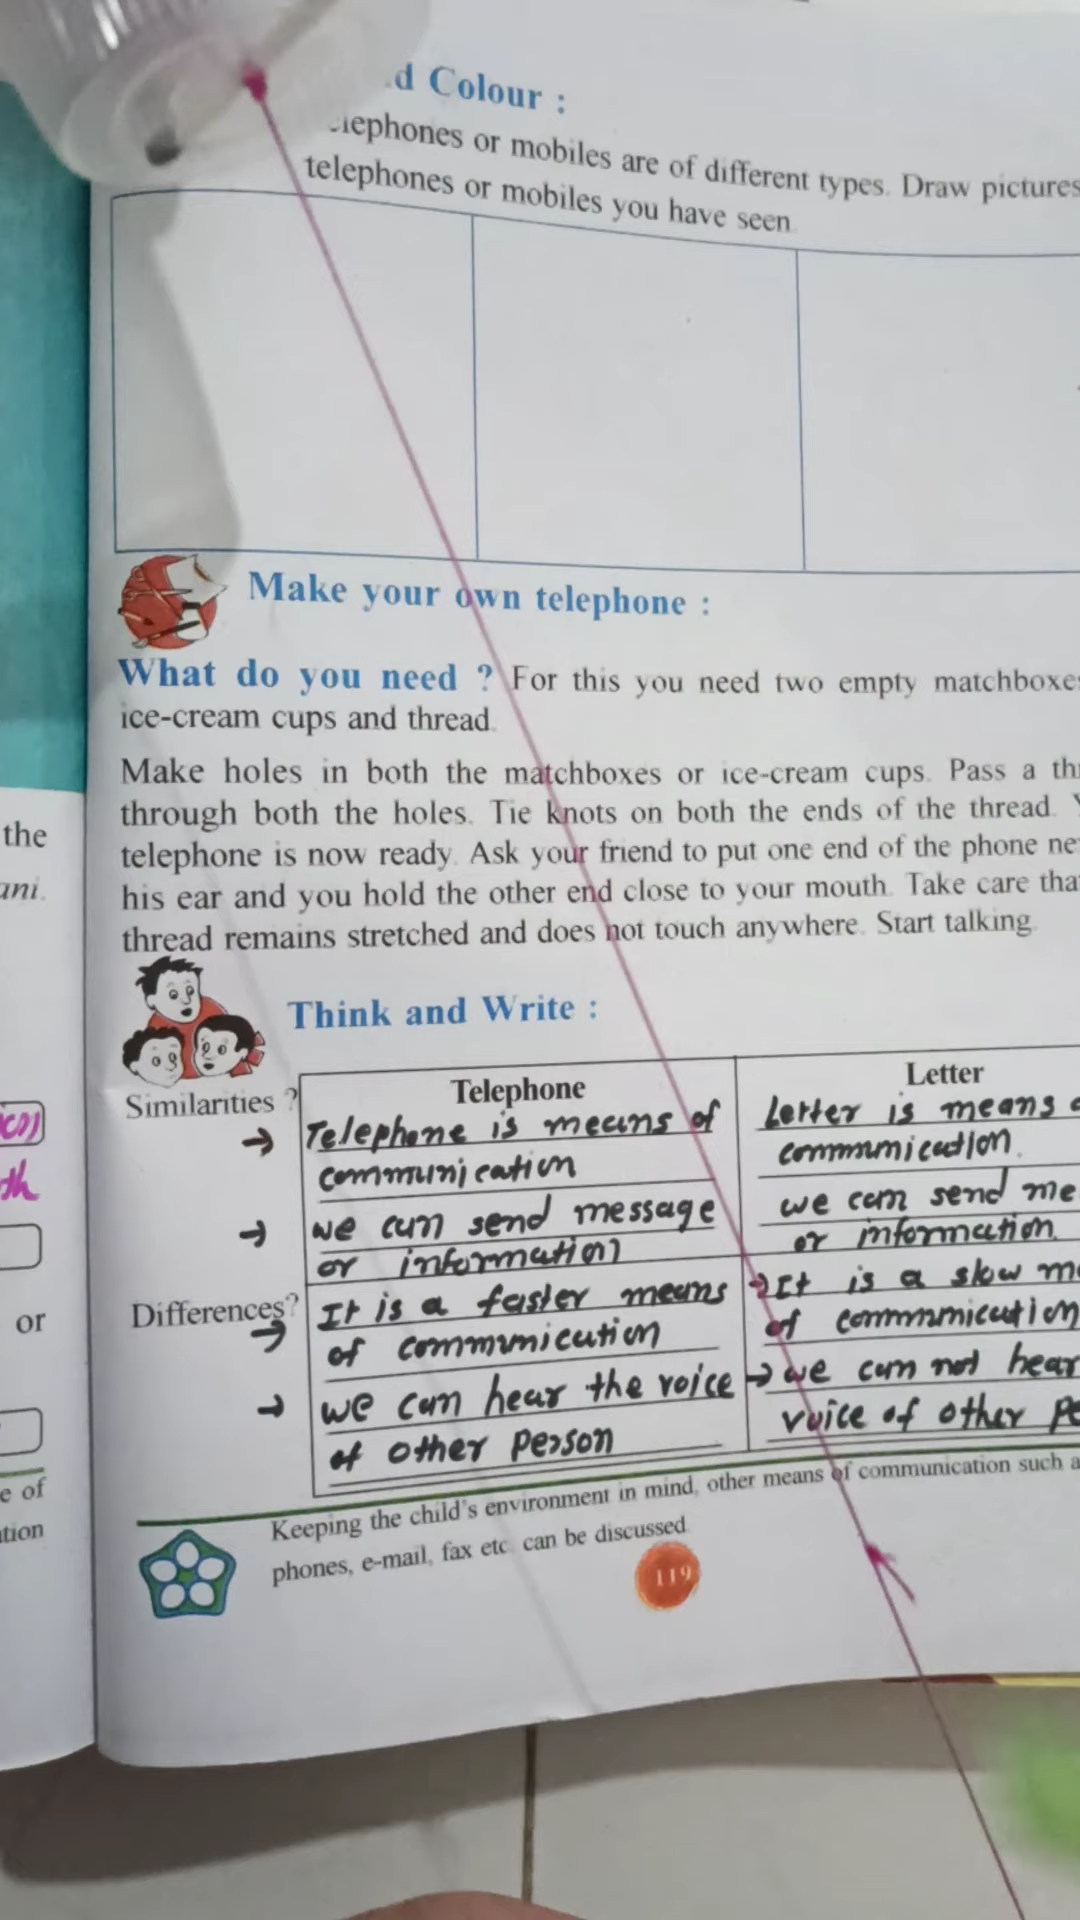 d Colour :
telephones or mobiles are of different types. Draw pictures
telephones or mobiles you have seen.
Make your own telephone :
What do you need ? For this you need two empty matchboxes
ice-cream cups and thread.
Make holes in both the matchboxes or ice-cream cups. Pass a
through both the holes. Tie knots on both the ends of the thread.
telephone is now ready. Ask your friend to put one end of the phone
his ear and you hold the other end close to your mouth. Take care
thread remains stretched and does not touch anywhere. Start talking.
the
ani.
Think and Write :
Telephone Letter
Similarities ?
→ Telephone is means of
communication
→ we can send message
or information
Letter is means
communication.
we can send
or information.
Differences?
→ It is a faster means
of communication
→ we can hear the voice
of other person
→ It is a slow
of communication
→ we can not hear
voice of other
or
e of
Keeping the child's environment in mind, other means of communication such
phones, e-mail, fax etc. can be discussed.
119